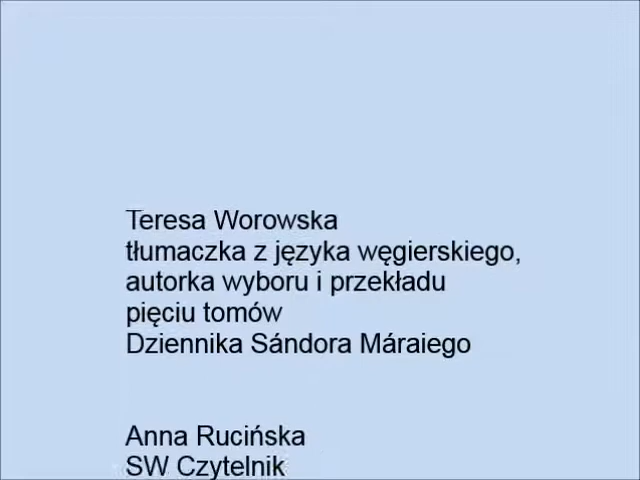 Teresa Worowska
tłumaczka z języka węgierskiego,
autorka wyboru i przekładu
pięciu tomów
Dziennika Sándora Máraiego
Anna Rucińska
SW Czytelnik